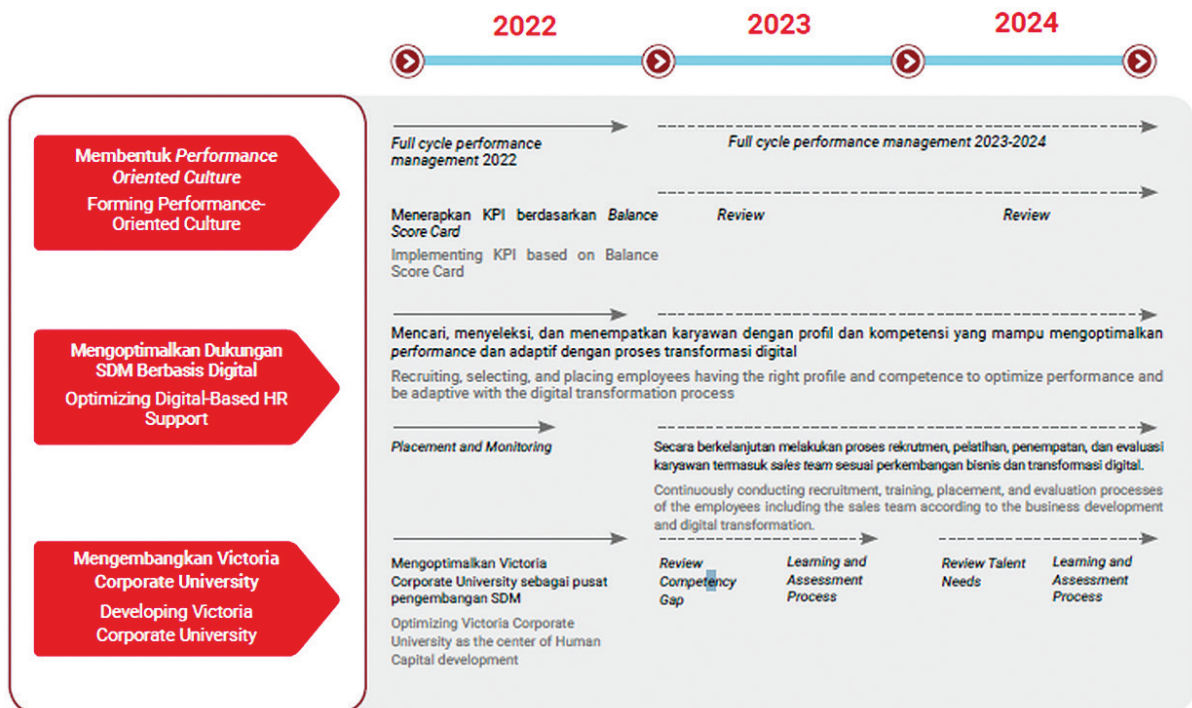 2022
2023
2024
Membentuk Performance
Oriented Culture
Forming Performance-
Oriented Culture
Full cycle performance
management 2022
Full cycle performance management 2023-2024
Menerapkan KPI berdasarkan Balance
Score Card
Implementing KPI based on Balance
Score Card
Review
Review
Mengoptimalkan Dukungan
SDM Berbasis Digital
Optimizing Digital-Based HR
Support
Mencari, menyeleksi, dan menempatkan karyawan dengan profil dan kompetensi yang mampu mengoptimalkan
performance dan adaptif dengan proses transformasi digital
Recruiting, selecting, and placing employees having the right profile and competence to optimize performance and
be adaptive with the digital transformation process
Placement and Monitoring
Secara berkelanjutan melakukan proses rekrutmen, pelatihan, penempatan, dan evaluasi
karyawan termasuk sales team sesuai perkembangan bisnis dan transformasi digital.
Continuously conducting recruitment, training, placement, and evaluation processes
of the employees including the sales team according to the business development
and digital transformation.
Mengembangkan Victoria
Corporate University
Developing Victoria
Corporate University
Mengoptimalkan Victoria
Corporate University sebagai pusat
pengembangan SDM
Optimizing Victoria Corporate
University as the center of Human
Capital development
Review
Competency
Gap
Learning and
Assessment
Process
Review Talent
Needs
Learning and
Assessment
Process